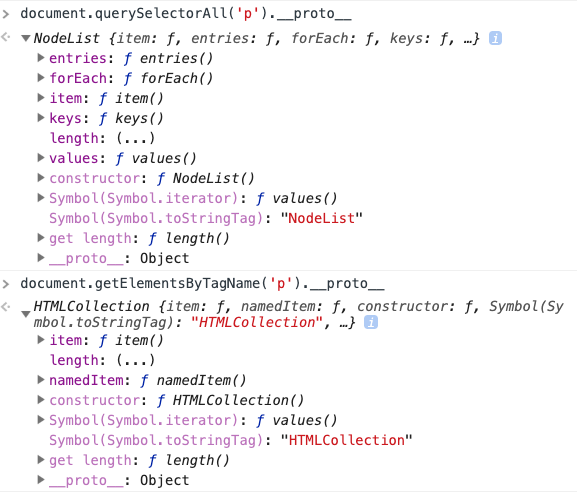 document.querySelectorAll('p').__proto__
NodeList {item: ƒ, entries: ƒ, forEach: ƒ, keys: ƒ, …} i
entries: ƒ entries()
forEach: ƒ forEach()
item: ƒ item()
keys: ƒ keys()
length: (...)
values: ƒ values()
constructor: ƒ NodeList()
Symbol(Symbol.iterator): ƒ values()
Symbol(Symbol.toStringTag): "NodeList"
get length: ƒ length()
__proto__: Object
document.getElementsByTagName('p').__proto__
HTMLCollection {item: ƒ, namedItem: ƒ, constructor: ƒ, Symbol(Sy
mbol.toStringTag): "HTMLCollection", …} i
item: ƒ item()
length: (...)
namedItem: ƒ namedItem()
constructor: ƒ HTMLCollection()
Symbol(Symbol.iterator): ƒ values()
Symbol(Symbol.toStringTag): "HTMLCollection"
get length: ƒ length()
__proto__: Object